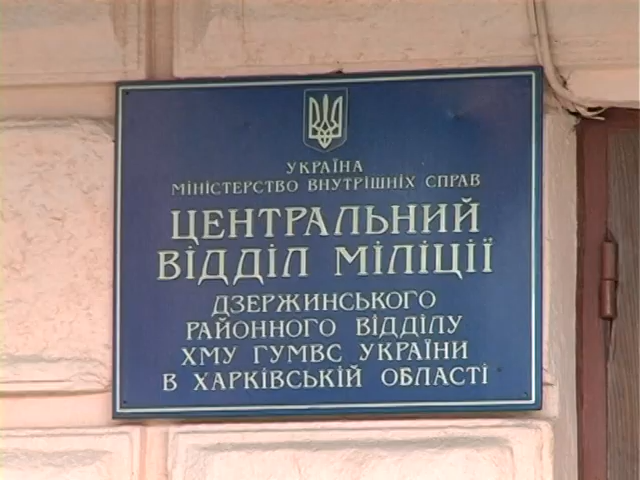 УКРАЇНА
МІНІСТЕРСТВО ВНУТРІШНІХ СПРАВ
ЦЕНТРАЛЬНИЙ
ВІДДІЛ МІЛІЦІЇ
ДЗЕРЖИНСЬКОГО
РАЙОННОГО ВІДДІЛУ
ХМУ ГУМВС УКРАЇНИ
В ХАРКІВСЬКІЙ ОБЛАСТІ